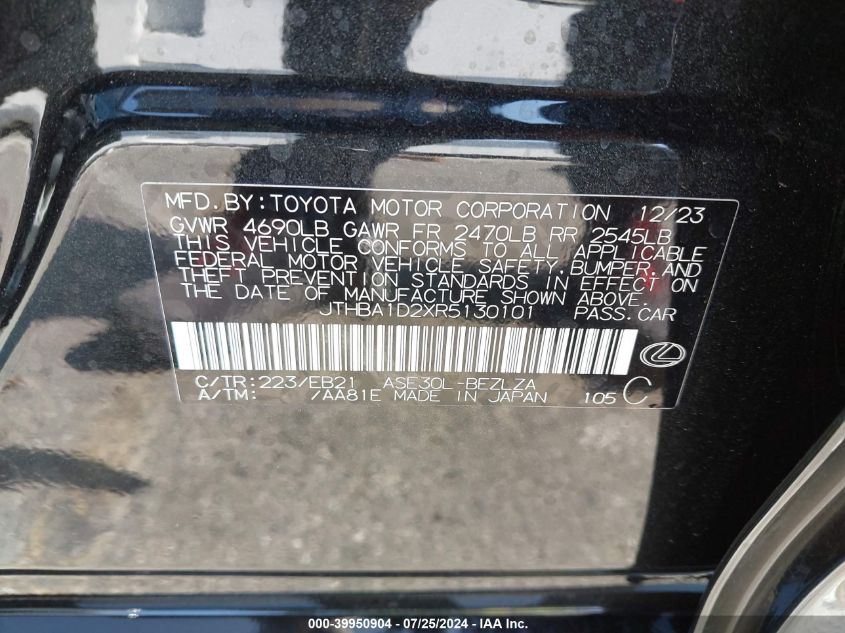 MFD. BY: TOYOTA MOTOR CORPORATION 12/23
GVWR 4690LB GAWR FR 2470LB RR 2545LB
THIS VEHICLE CONFORMS TO ALL APPLICABLE
FEDERAL MOTOR VEHICLE SAFETY, BUMPER, AND
THEFT PREVENTION STANDARDS IN EFFECT ON
THE DATE OF MANUFACTURE SHOWN ABOVE.
JTHBA1D2XR5130101 PASS.CAR
C/TR:223/EB21 ASE30L-BEZLZA
A/TM: /AA81E MADE IN JAPAN 105 C
000-39950904 - 07/25/2024 - IAA Inc.